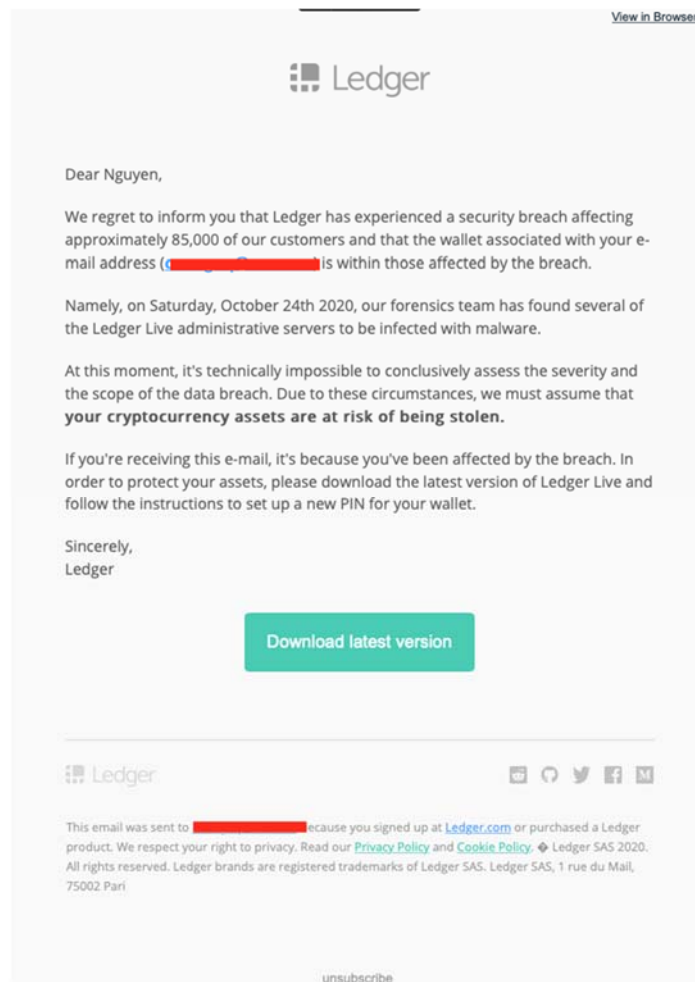 View in Browser
Ledger
Dear Nguyen,
We regret to inform you that Ledger has experienced a security breach affecting
approximately 85,000 of our customers and that the wallet associated with your e-
mail address ( is within those affected by the breach.
Namely, on Saturday, October 24th 2020, our forensics team has found several of
the Ledger Live administrative servers to be infected with malware.
At this moment, it's technically impossible to conclusively assess the severity and
the scope of the data breach. Due to these circumstances, we must assume that
your cryptocurrency assets are at risk of being stolen.
If you're receiving this e-mail, it's because you've been affected by the breach. In
order to protect your assets, please download the latest version of Ledger Live and
follow the instructions to set up a new PIN for your wallet.
Sincerely,
Ledger
Download latest version
Ledger
This email was sent to ecause you signed up at Ledger.com or purchased a Ledger
product. We respect your right to privacy. Read our Privacy Policy and Cookie Policy. � Ledger SAS 2020.
All rights reserved. Ledger brands are registered trademarks of Ledger SAS. Ledger SAS, 1 rue du Mail,
75002 Pari
unsubscribe